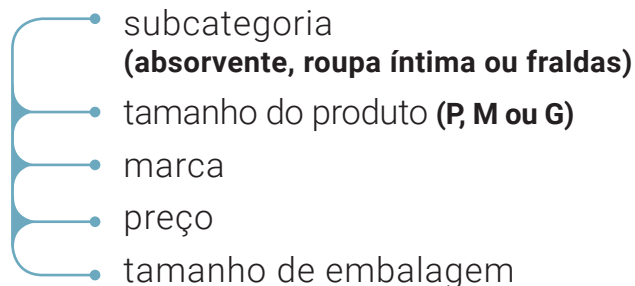 subcategoria
(absorvente, roupa íntima ou fraldas)
tamanho do produto (P, M ou G)
marca
preço
tamanho de embalagem